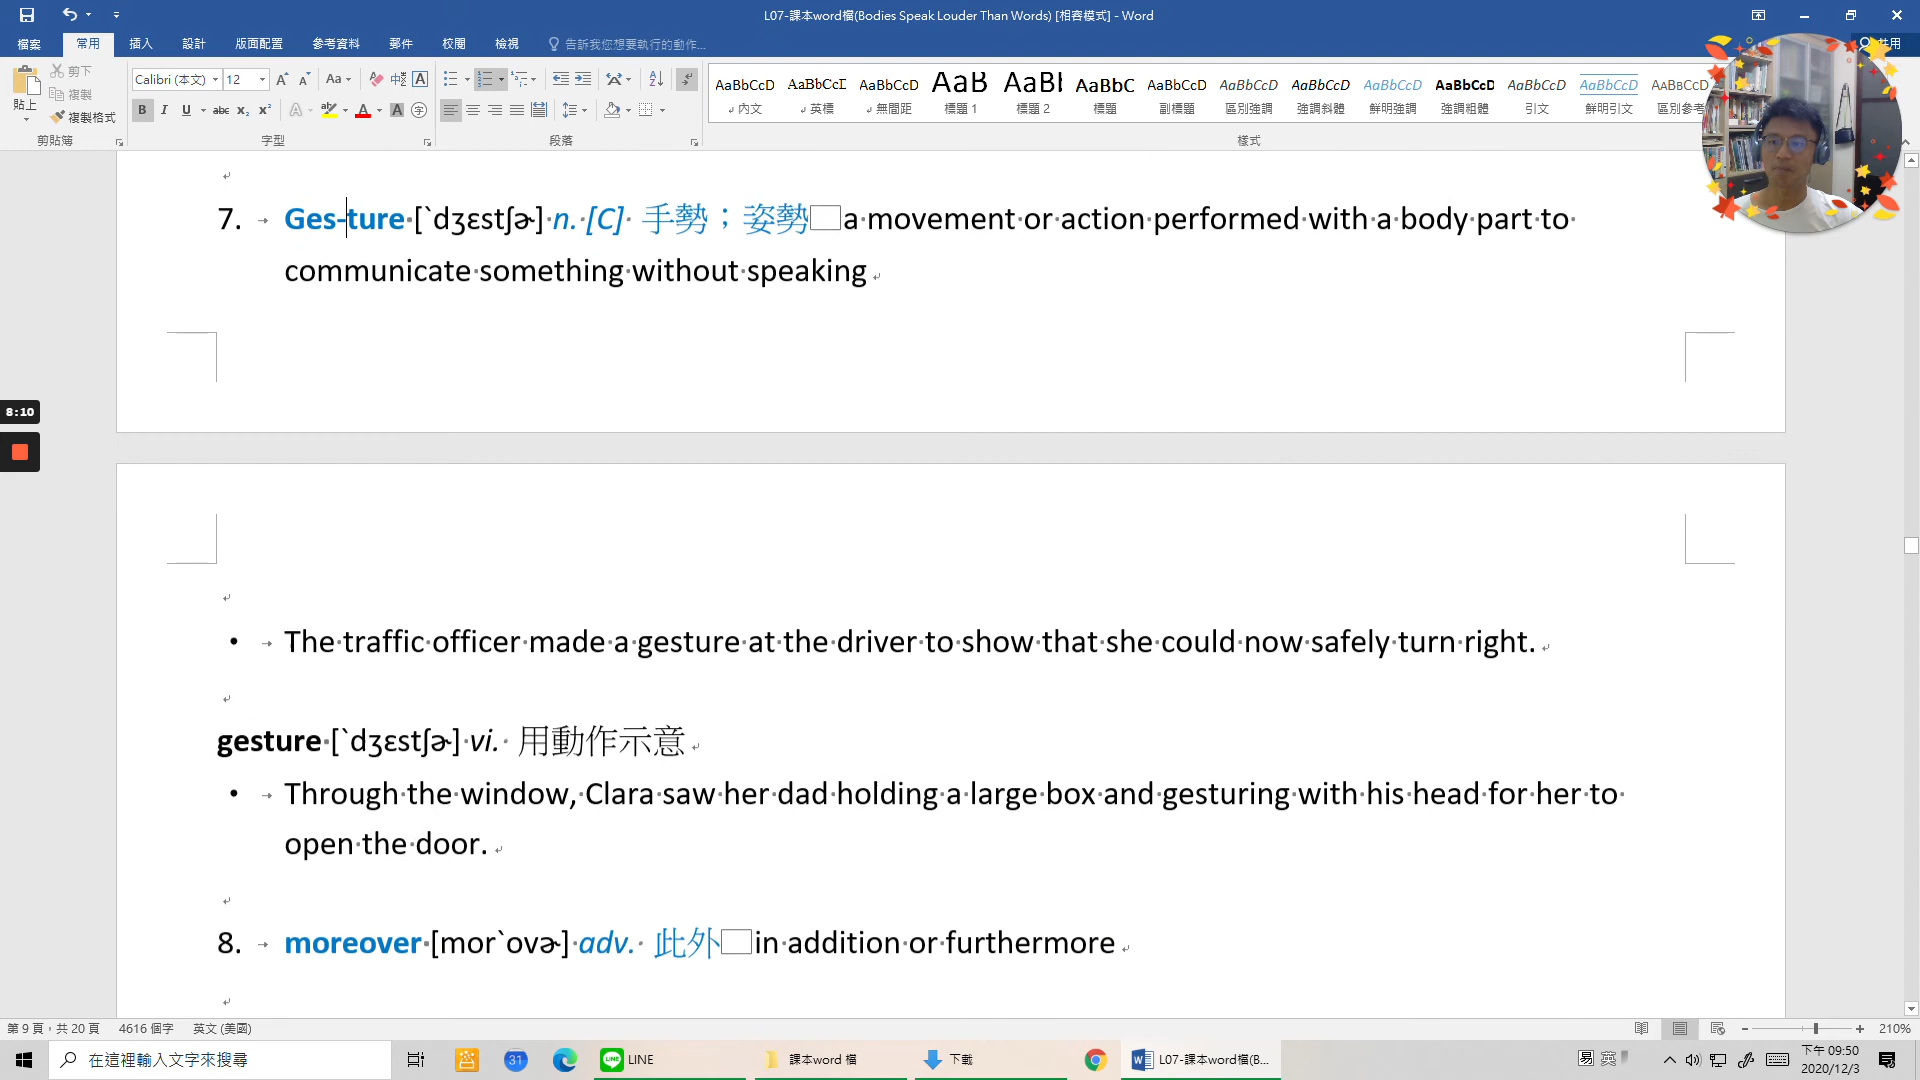 L07-課本word檔(Bodies Speak Louder Than Words) [相容模式] - Word
檔案 常用 插入 設計 版面配置 參考資料 郵件 校閱 檢視 告訴我您想要執行的動作... 共用
貼上 剪下 複製 複製格式
Calibri (本文) 12
AaBbCcD AaBbCcD AaBbCcD AaB AaBl AaBbC AaBbCcD AaBbCcD AaBbCcD AaBbCcD AaBbCcD AaBbCcD AaBbCcD AaBbCcD
內文 英標 無間距 標題 1 標題 2 標題 副標題 區別強調 強調斜體 鮮明強調 強調粗體 引文 鮮明引文 區別參考
剪貼簿 字型 段落 樣式
7. Ges-ture [ˋdʒɛstʃɚ] n. [C] 手勢；姿勢 a movement or action performed with a body part to
communicate something without speaking
8:10
• The traffic officer made a gesture at the driver to show that she could now safely turn right.
gesture [ˋdʒɛstʃɚ] vi. 用動作示意
• Through the window, Clara saw her dad holding a large box and gesturing with his head for her to
open the door.
8. moreover [morˋovɚ] adv. 此外 in addition or furthermore
第 9 頁，共 20 頁 4616 個字 英文 (美國) 210%
在這裡輸入文字來搜尋 31 LINE 課本word 檔 下載 L07-課本word檔(B... 英 下午 09:50
2020/12/3